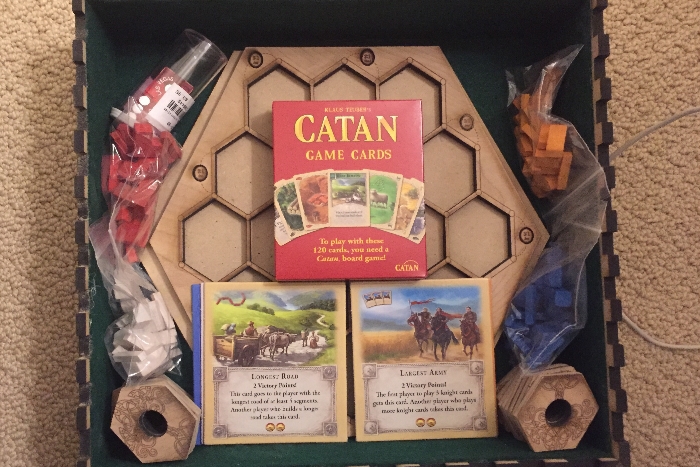 KLAUS TEUBER'S
CATAN
GAME CARDS
To play with these
120 cards, you need a
Catan, board game!
CATAN
LONGEST ROAD
2 Victory Points!
This card goes to the player with the
longest road of at least 5 segments.
Another player who builds a longer
road takes this card.
LARGEST ARMY
2 Victory Points!
The first player to play 3 knight cards
gets this card. Another player who plays
more knight cards takes this card.